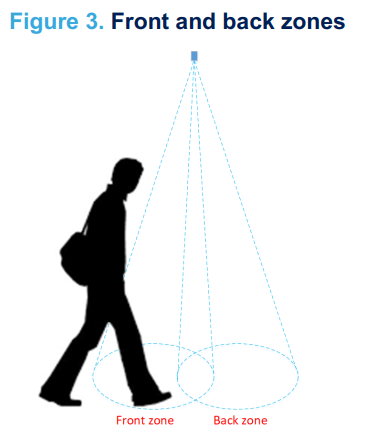 Figure 3. Front and back zones
Front zone
Back zone